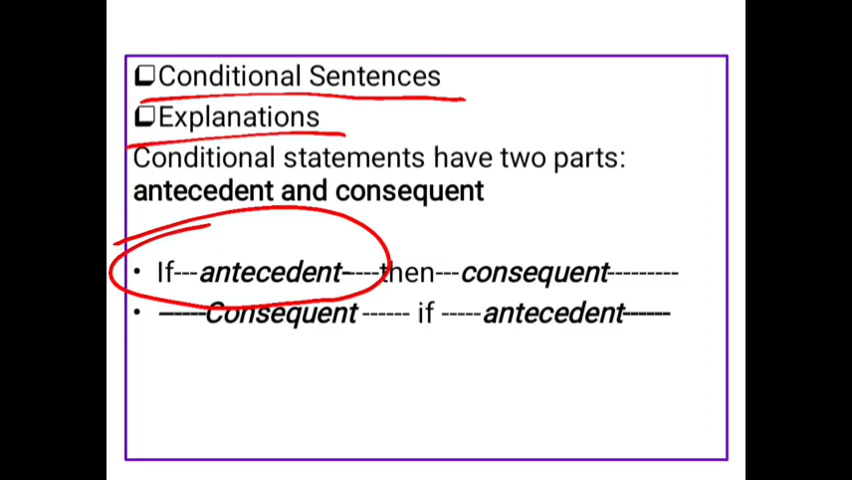 ❑Conditional Sentences
❑Explanations
Conditional statements have two parts:
antecedent and consequent
• If---antecedent-----then---consequent---------
• ------Consequent ------ if -----antecedent------